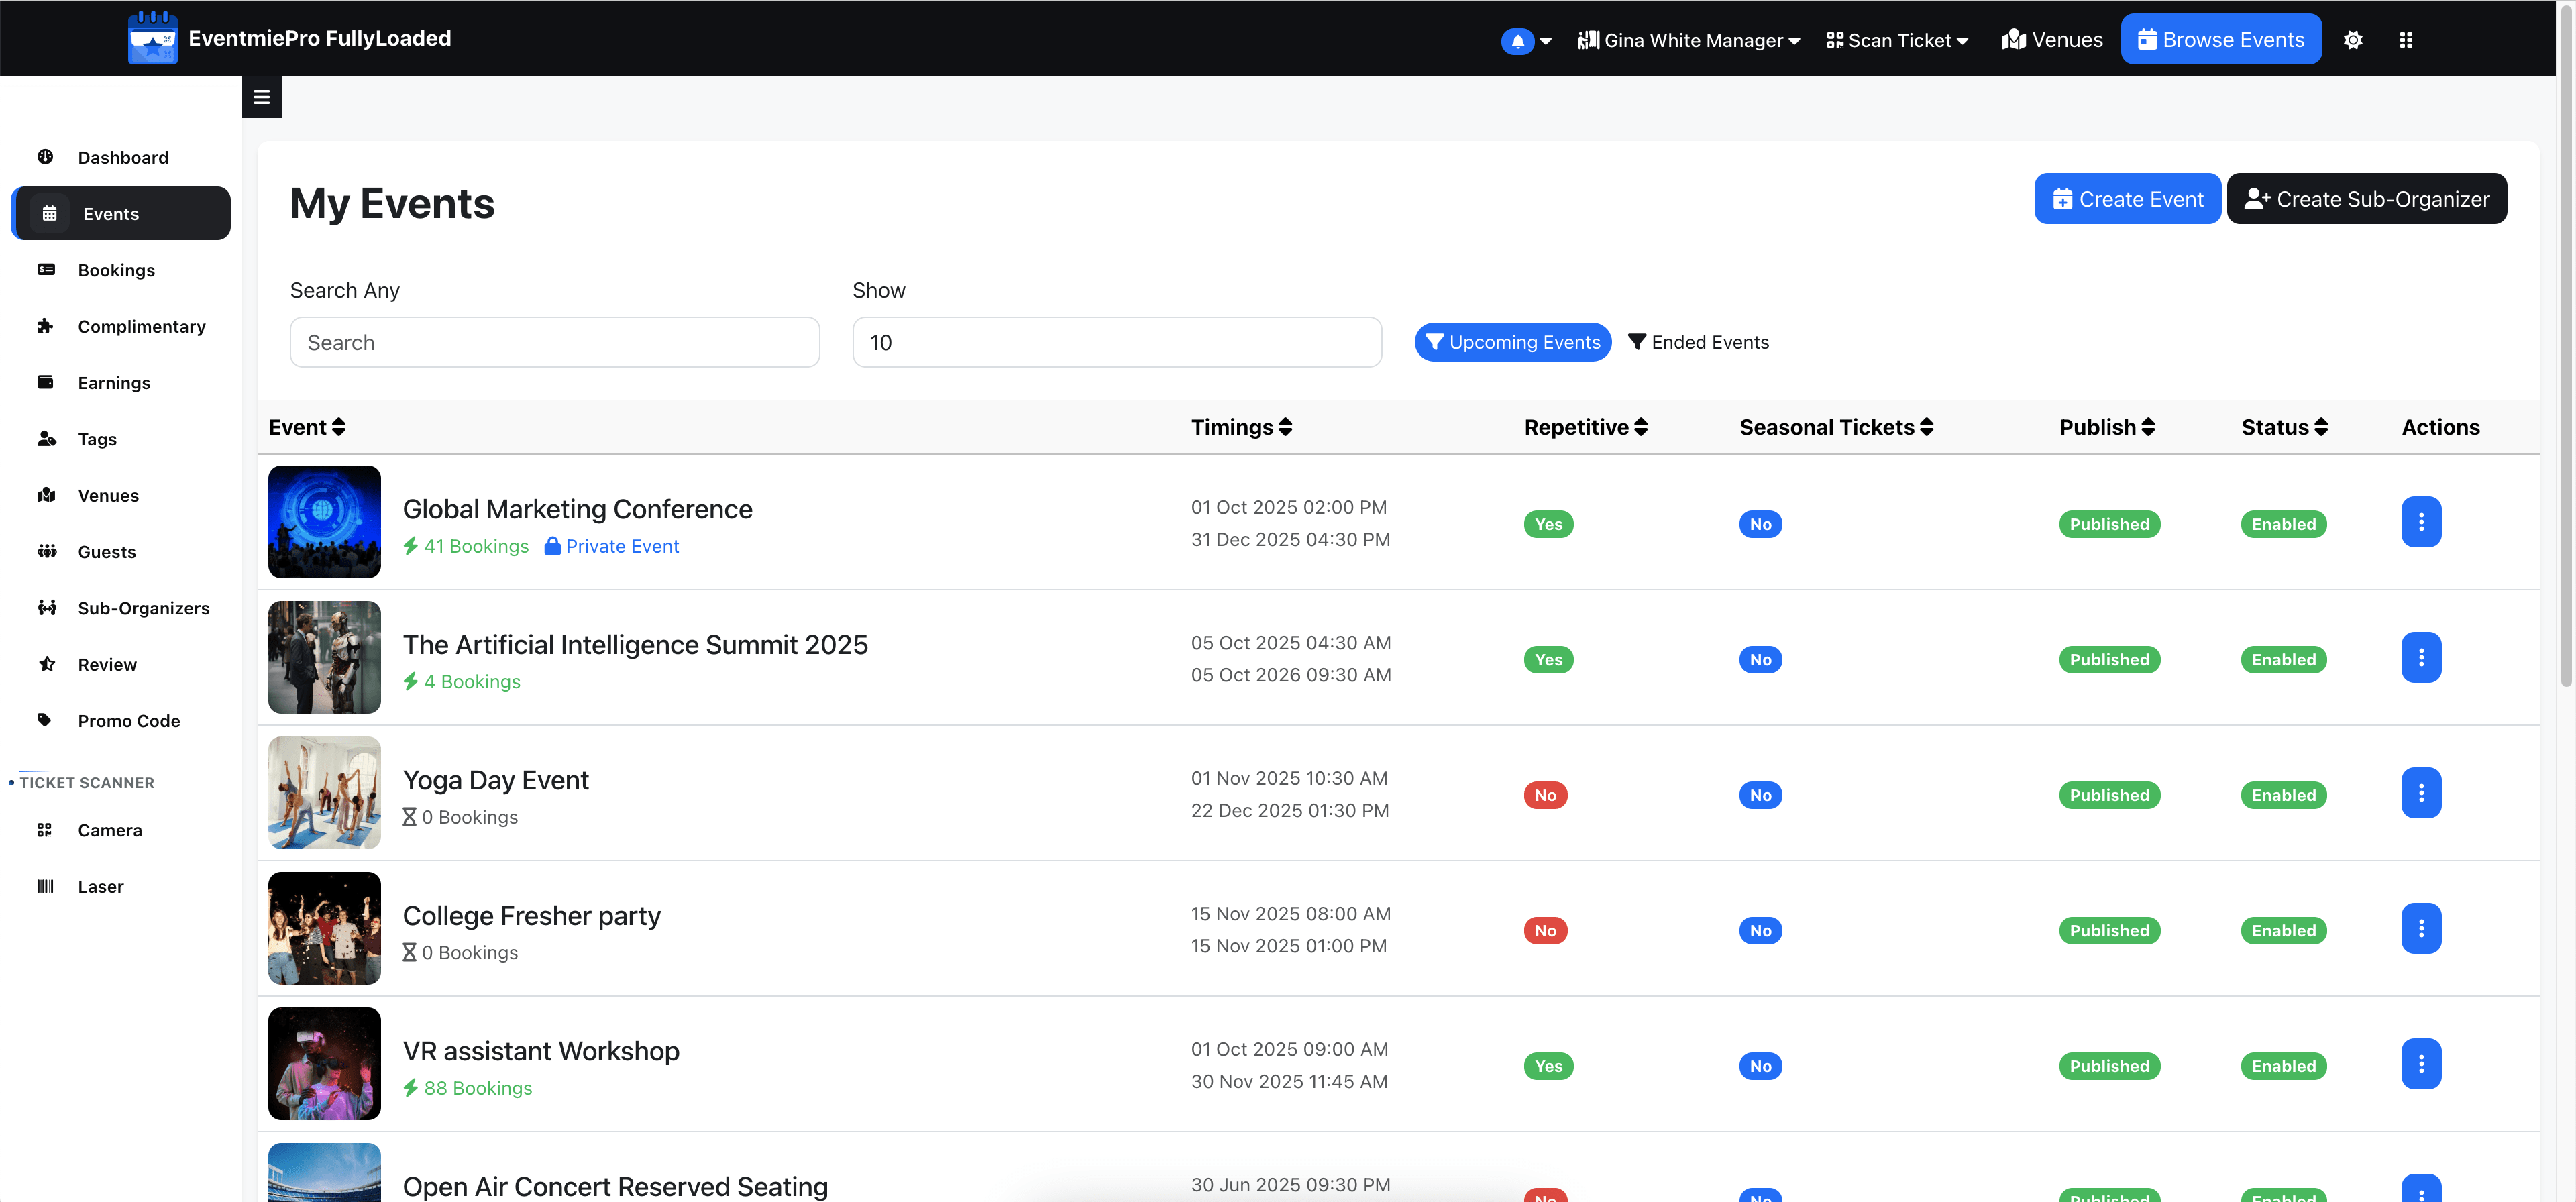 EventmiePro FullyLoaded
Gina White Manager
Scan Ticket
Venues
Browse Events
Dashboard
Events
Bookings
Complimentary
Earnings
Tags
Venues
Guests
Sub-Organizers
Review
Promo Code
TICKET SCANNER
Camera
Laser
My Events
Create Event
Create Sub-Organizer
Search Any
Show
Search
10
Upcoming Events
Ended Events
Event Timings Repetitive Seasonal Tickets Publish Status Actions
Global Marketing Conference
41 Bookings Private Event
01 Oct 2025 02:00 PM
31 Dec 2025 04:30 PM
Yes No Published Enabled
The Artificial Intelligence Summit 2025
4 Bookings
05 Oct 2025 04:30 AM
05 Oct 2026 09:30 AM
Yes No Published Enabled
Yoga Day Event
0 Bookings
01 Nov 2025 10:30 AM
22 Dec 2025 01:30 PM
No No Published Enabled
College Fresher party
0 Bookings
15 Nov 2025 08:00 AM
15 Nov 2025 01:00 PM
No No Published Enabled
VR assistant Workshop
88 Bookings
01 Oct 2025 09:00 AM
30 Nov 2025 11:45 AM
Yes No Published Enabled
Open Air Concert Reserved Seating
30 Jun 2025 09:30 PM
No No Published Enabled